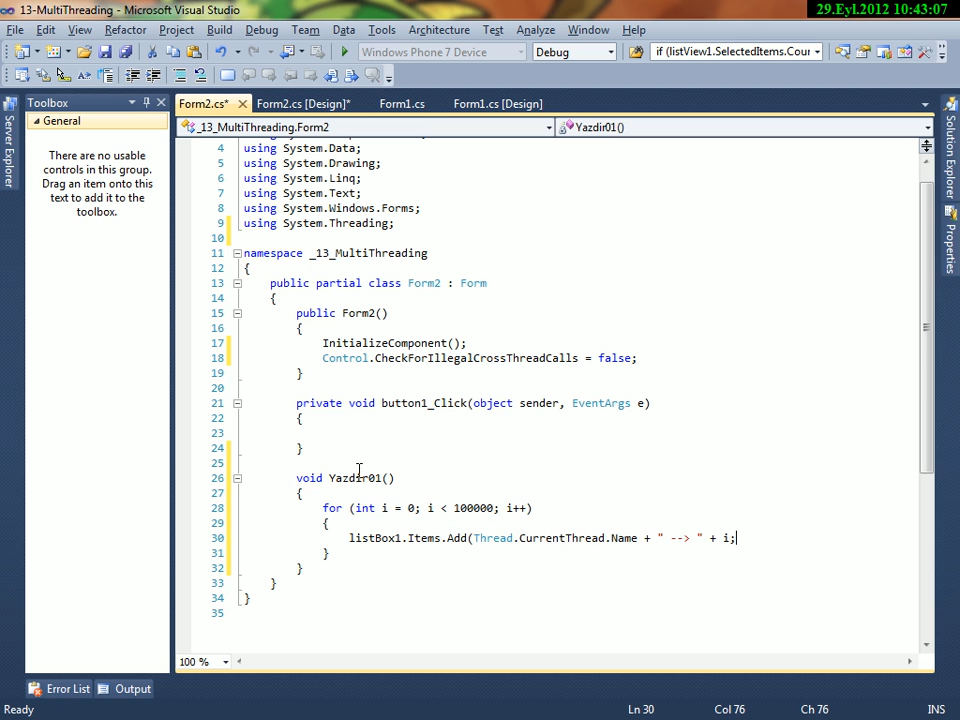 13-MultiThreading - Microsoft Visual Studio
29.Eyl.2012 10:43:07
File Edit View Refactor Project Build Debug Team Data Tools Architecture Test Analyze Window Help
Windows Phone 7 Device Debug if (listView1.SelectedItems.Cour
Toolbox
General
There are no usable
controls in this group.
Drag an item onto this
text to add it to the
toolbox.
Server Explorer
Solution Explorer
Properties
Form2.cs* Form2.cs [Design]* Form1.cs Form1.cs [Design]
_13_MultiThreading.Form2 Yazdir01()
4 using System.Data;
5 using System.Drawing;
6 using System.Linq;
7 using System.Text;
8 using System.Windows.Forms;
9 using System.Threading;
10
11 namespace _13_MultiThreading
12 {
13 public partial class Form2 : Form
14 {
15 public Form2()
16 {
17 InitializeComponent();
18 Control.CheckForIllegalCrossThreadCalls = false;
19 }
20
21 private void button1_Click(object sender, EventArgs e)
22 {
23
24 }
25
26 void Yazdir01()
27 {
28 for (int i = 0; i < 100000; i++)
29 {
30 listBox1.Items.Add(Thread.CurrentThread.Name + " --> " + i;
31 }
32 }
33 }
34 }
35
100 %
Error List Output
Ready Ln 30 Col 76 Ch 76 INS